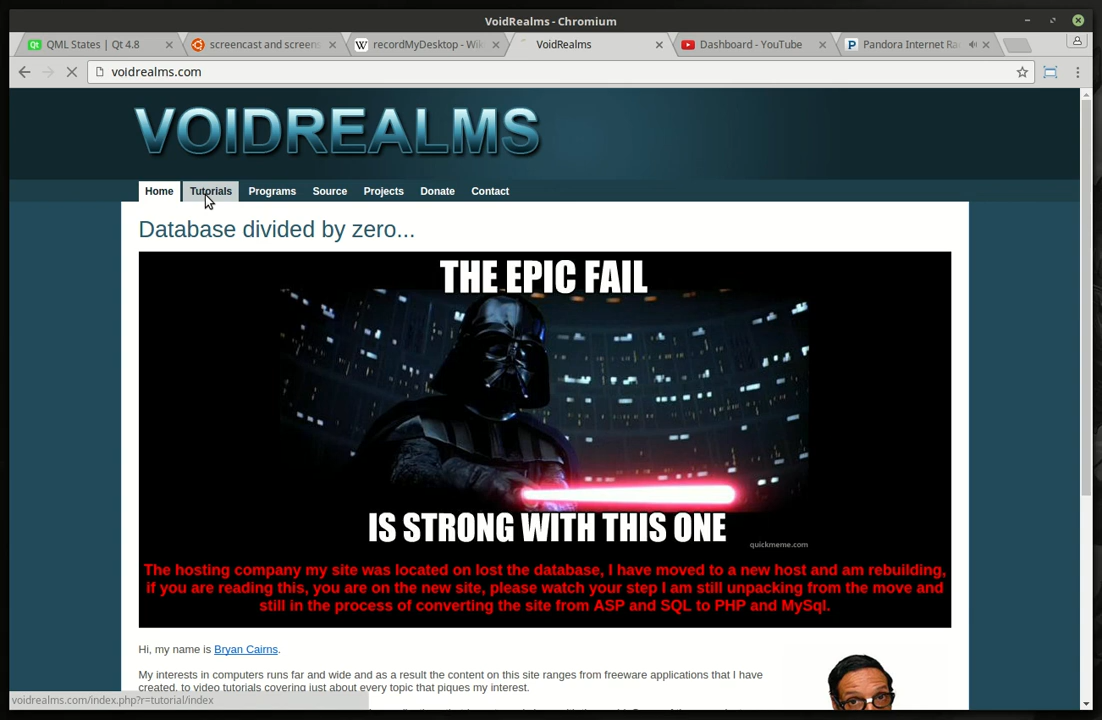 VoidRealms - Chromium
QML States | Qt 4.8
screencast and screens
recordMyDesktop - Wik
VoidRealms
Dashboard - YouTube
Pandora Internet Ra
voidrealms.com
VOIDREALMS
Home Tutorials Programs Source Projects Donate Contact
Database divided by zero...
THE EPIC FAIL
IS STRONG WITH THIS ONE
quickmeme.com
The hosting company my site was located on lost the database, I have moved to a new host and am rebuilding,
if you are reading this, you are on the new site, please watch your step I am still unpacking from the move and
still in the process of converting the site from ASP and SQL to PHP and MySql.
Hi, my name is Bryan Cairns.
My interests in computers runs far and wide and as a result the content on this site ranges from freeware applications that I have
created, to video tutorials covering just about every topic that piques my interest.
voidrealms.com/index.php?r=tutorial/index